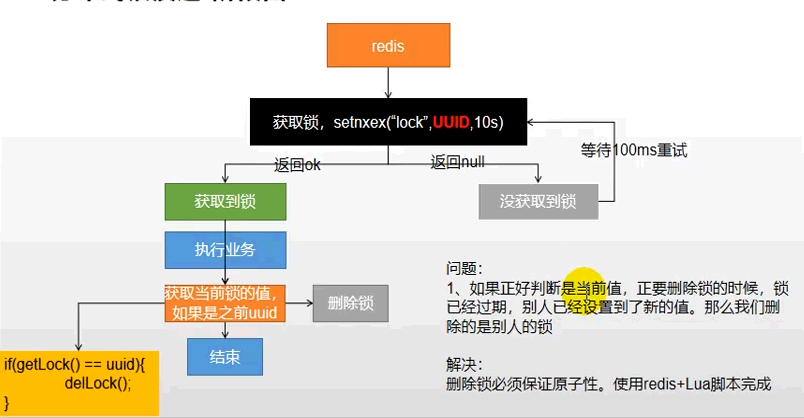 redis
获取锁，setnxex(“lock”,UUID,10s)
返回ok
返回null
等待100ms重试
获取到锁
没获取到锁
执行业务
获取当前锁的值，
如果是之前uuid
删除锁
结束
if(getLock() == uuid){
delLock();
}
问题：
1、如果正好判断是当前值，正要删除锁的时候，锁
已经过期，别人已经设置到了新的值。那么我们删
除的是别人的锁
解决：
删除锁必须保证原子性。使用redis+Lua脚本完成